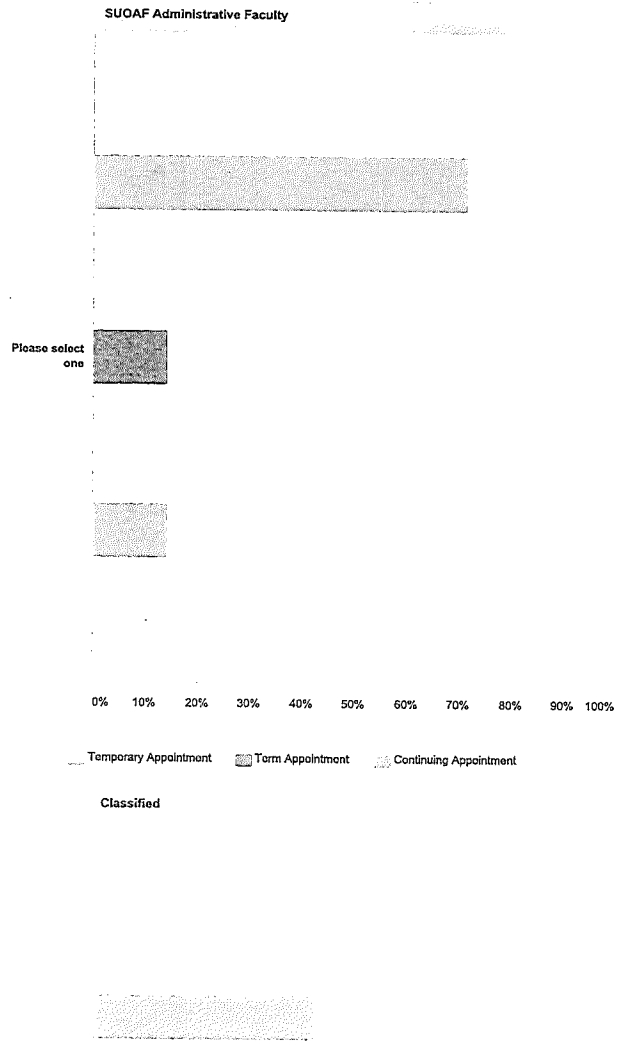 SUOAF Administrative Faculty
Please select
one
0% 10% 20% 30% 40% 50% 60% 70% 80% 90% 100%
Temporary Appointment Term Appointment Continuing Appointment
Classified